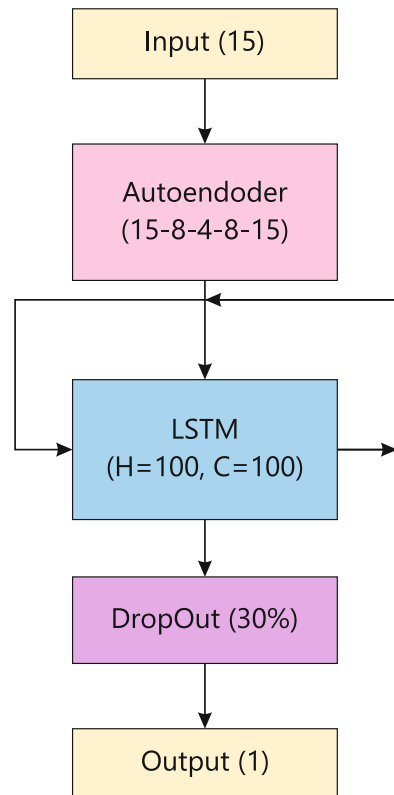 Input (15)
Autoendoder
(15-8-4-8-15)
LSTM
(H=100, C=100)
DropOut (30%)
Output (1)